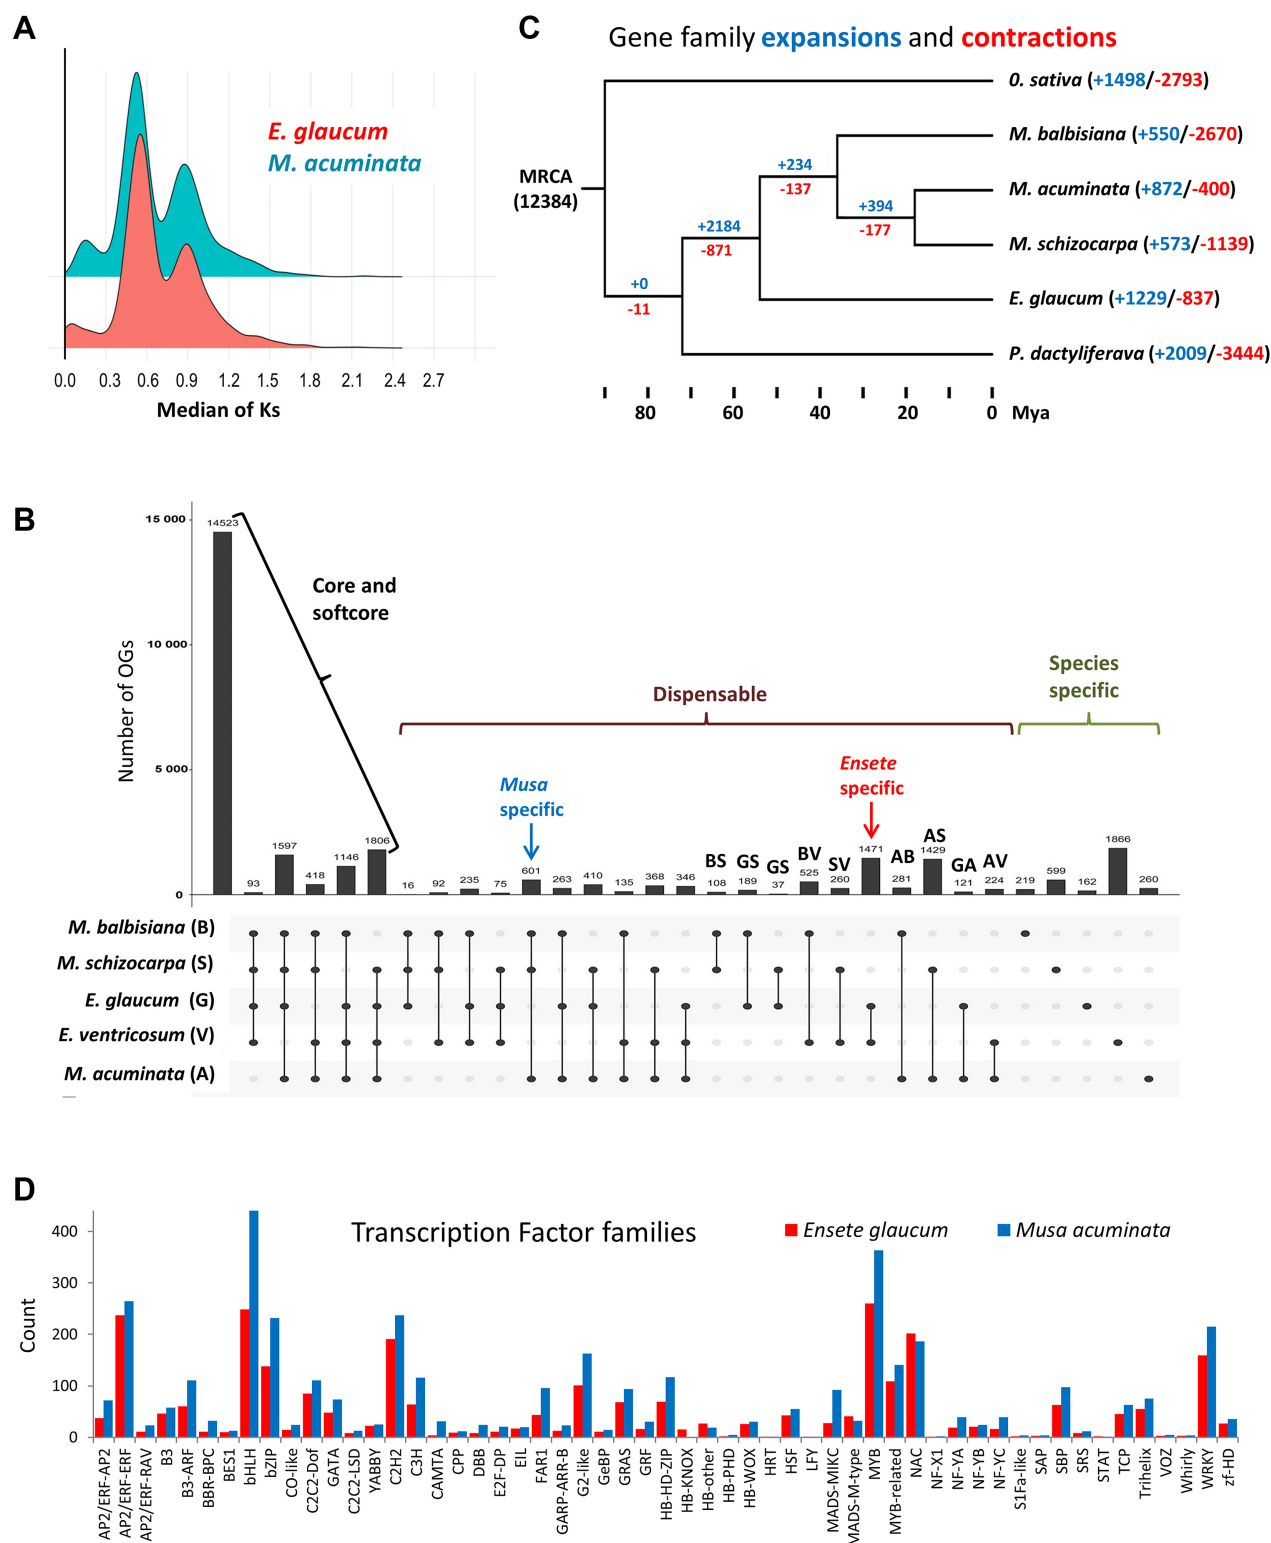 A
E. glaucum
M. acuminata
0.0 0.3 0.6 0.9 1.2 1.5 1.8 2.1 2.4 2.7
Median of Ks
C
Gene family expansions and contractions
O. sativa (+1498/-2793)
M. balbisiana (+550/-2670)
+234
-137
MRCA
(12384)
M. acuminata (+872/-400)
+394
-177
+2184
-871
M. schizocarpa (+573/-1139)
+0
-11
E. glaucum (+1229/-837)
P. dactyliferava (+2009/-3444)
80 60 40 20 0 Mya
B
Number of OGs
15 000
10 000
5 000
0
Core and
softcore
Dispensable
Species
specific
Musa
specific
Ensete
specific
BS GS GS BV SV AB AS GA AV
14523 93 1597 418 1146 1806 16 92 235 75 601 263 410 135 368 346 108 189 37 525 260 1471 281 1429 121 224 219 599 162 1866 260
M. balbisiana (B)
M. schizocarpa (S)
E. glaucum (G)
E. ventricosum (V)
M. acuminata (A)
D
Transcription Factor families
Ensete glaucum
Musa acuminata
Count
400
300
200
100
0
AP2/ERF-AP2
AP2/ERF-ERF
AP2/ERF-RAV
B3
B3-ARF
BBR-BPC
BES1
bHLH
bZIP
CO-like
C2C2-Dof
GATA
C2C2-LSD
YABBY
C2H2
C3H
CAMTA
CPP
DBB
E2F-DP
EIL
FAR1
GARP-ARR-B
G2-like
GeBP
GRAS
GRF
HB-HD-ZIP
HB-KNOX
HB-other
HB-PHD
HB-WOX
HRT
HSF
LFY
MADS-MIKC
MADS-M-type
MYB
MYB-related
NAC
NF-X1
NF-YA
NF-YB
NF-YC
S1Fa-like
SAP
SBP
SRS
STAT
TCP
Trihelix
VOZ
Whirly
WRKY
zf-HD